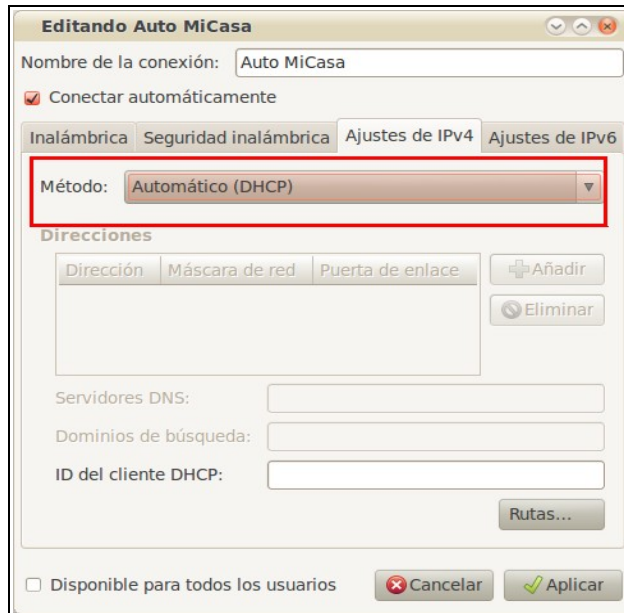 Editando Auto MiCasa
Nombre de la conexión: Auto MiCasa
Conectar automáticamente
Inalámbrica Seguridad inalámbrica Ajustes de IPv4 Ajustes de IPv6
Método: Automático (DHCP)
Direcciones
Dirección Máscara de red Puerta de enlace Añadir
Eliminar
Servidores DNS:
Dominios de búsqueda:
ID del cliente DHCP:
Rutas...
Disponible para todos los usuarios Cancelar Aplicar